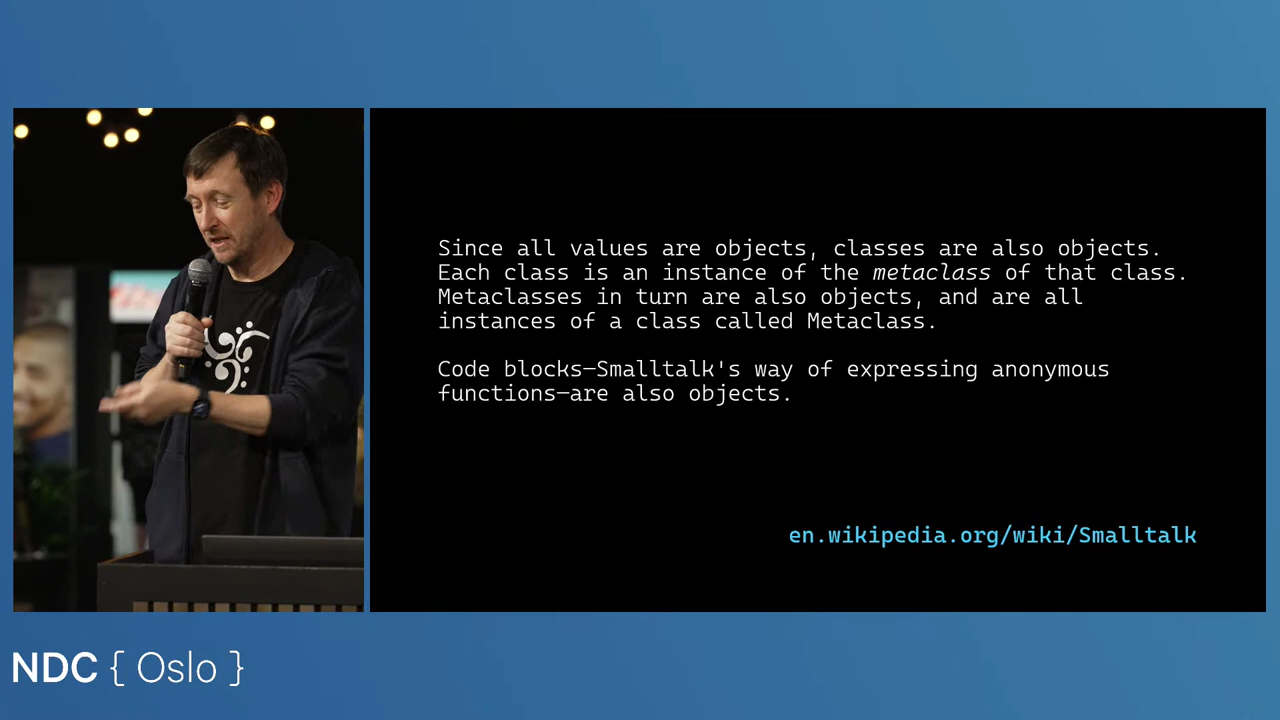 Since all values are objects, classes are also objects.
Each class is an instance of the metaclass of that class.
Metaclasses in turn are also objects, and are all
instances of a class called Metaclass.
Code blocks—Smalltalk's way of expressing anonymous
functions—are also objects.
en.wikipedia.org/wiki/Smalltalk
NDC { Oslo }